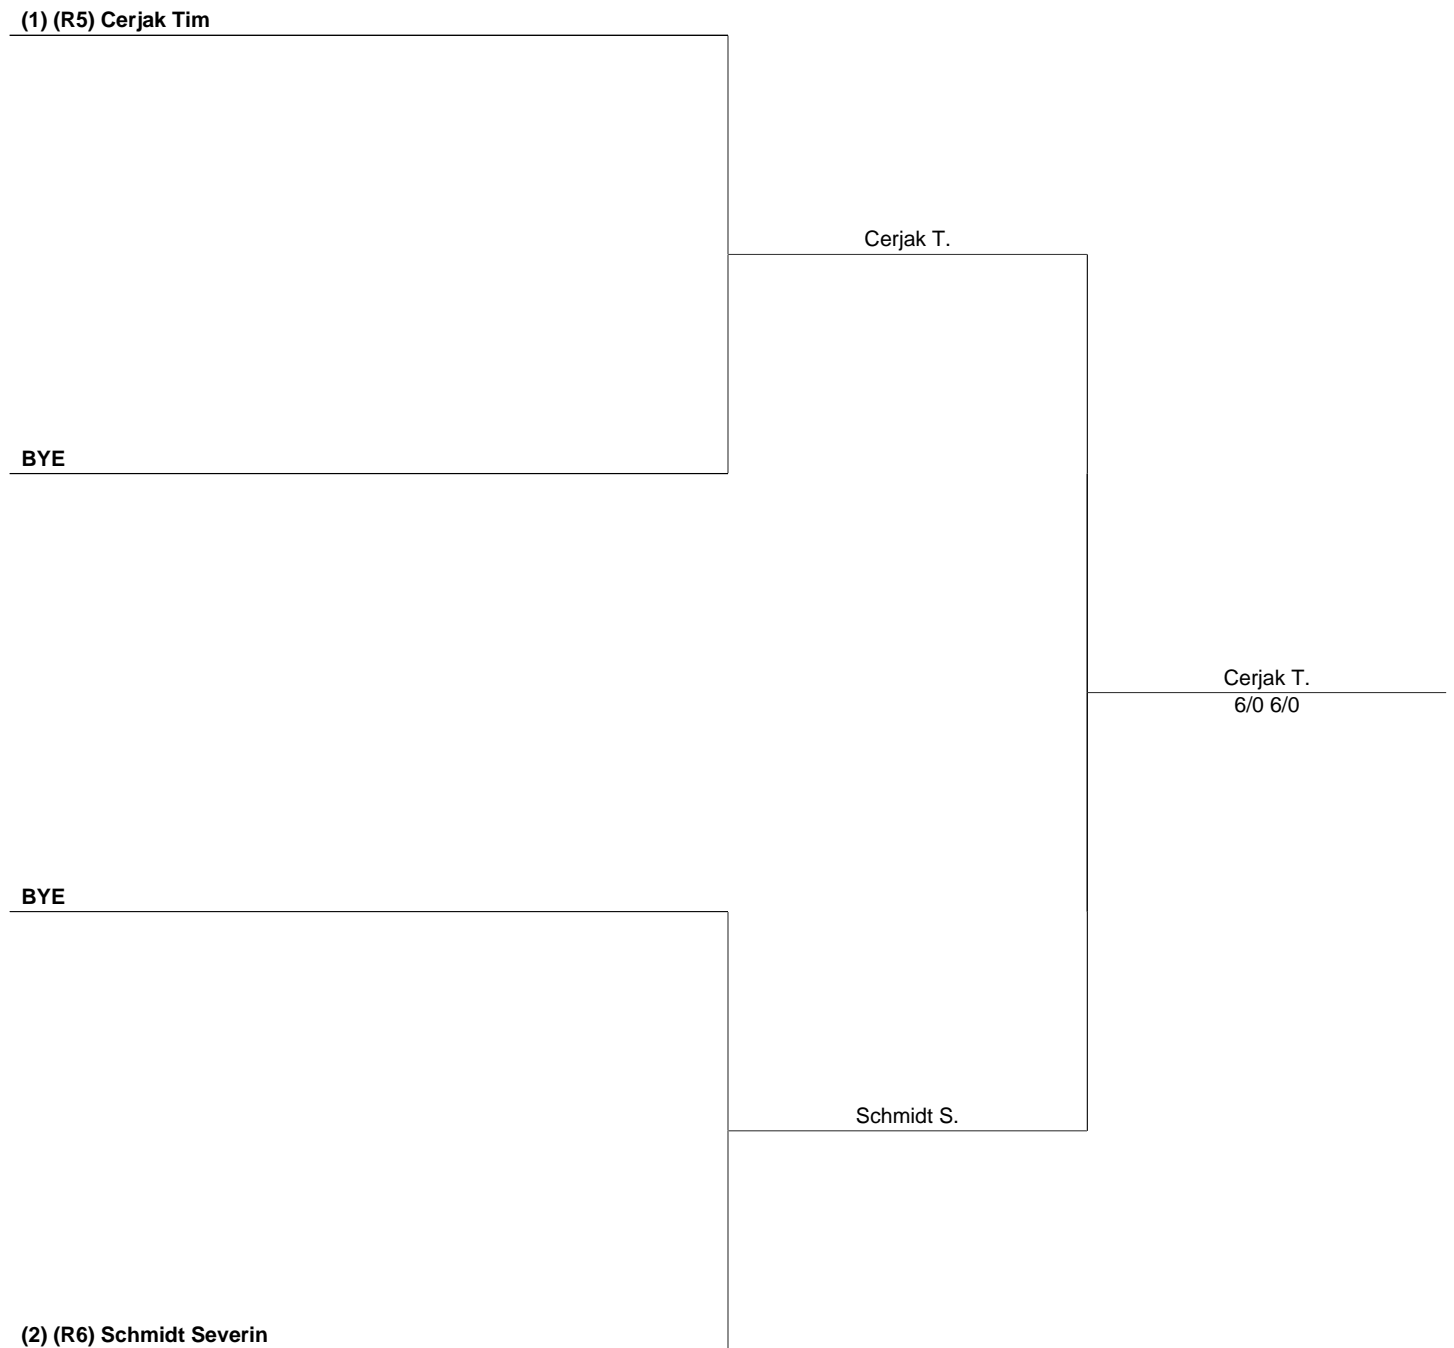 (1) (R5) Cerjak Tim
Cerjak T.
BYE
Cerjak T.
6/0 6/0
BYE
Schmidt S.
(2) (R6) Schmidt Severin